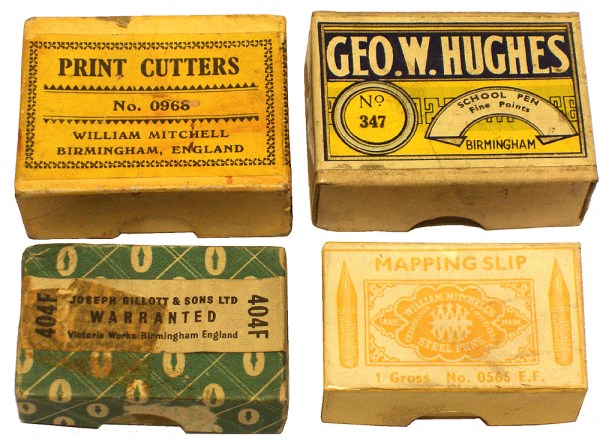 PRINT CUTTERS
No. 0968
WILLIAM MITCHELL
BIRMINGHAM, ENGLAND
GEO. W. HUGHES
No.
347
SCHOOL PEN
Fine Points
BIRMINGHAM
404F
JOSEPH GILLOTT & SONS LTD
WARRANTED
Victoria Works Birmingham England
404F
MAPPING SLIP
WILLIAM MITCHELL'S
TRADE MARK
STEEL PENS
1 Gross No. 0565 E.F.